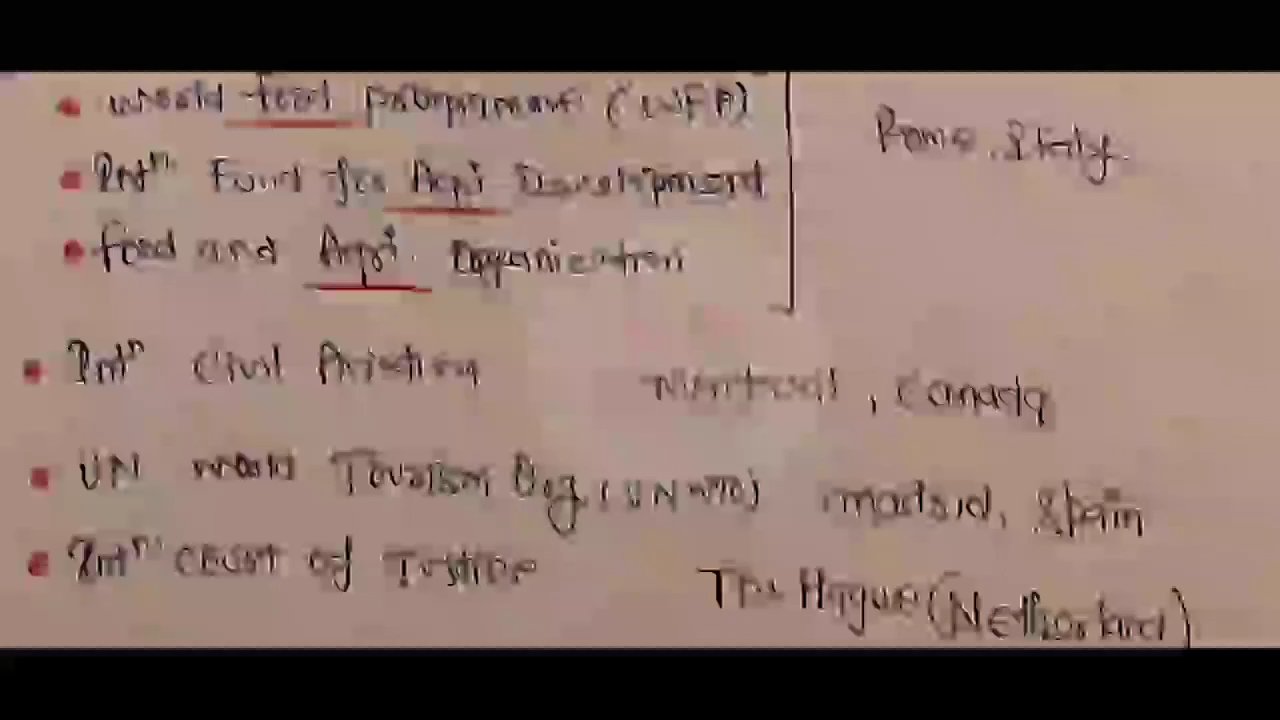 World food programme (WFP)
Intn Fund for Agri Development
Rome, Italy.
food and Agri. Organization
Intn Civil Aviation
Montreal, Canada
UN World Tourism Org. (UNWTO) madrid, Spain
Intn Court of Justice
The Hague (Netherland)